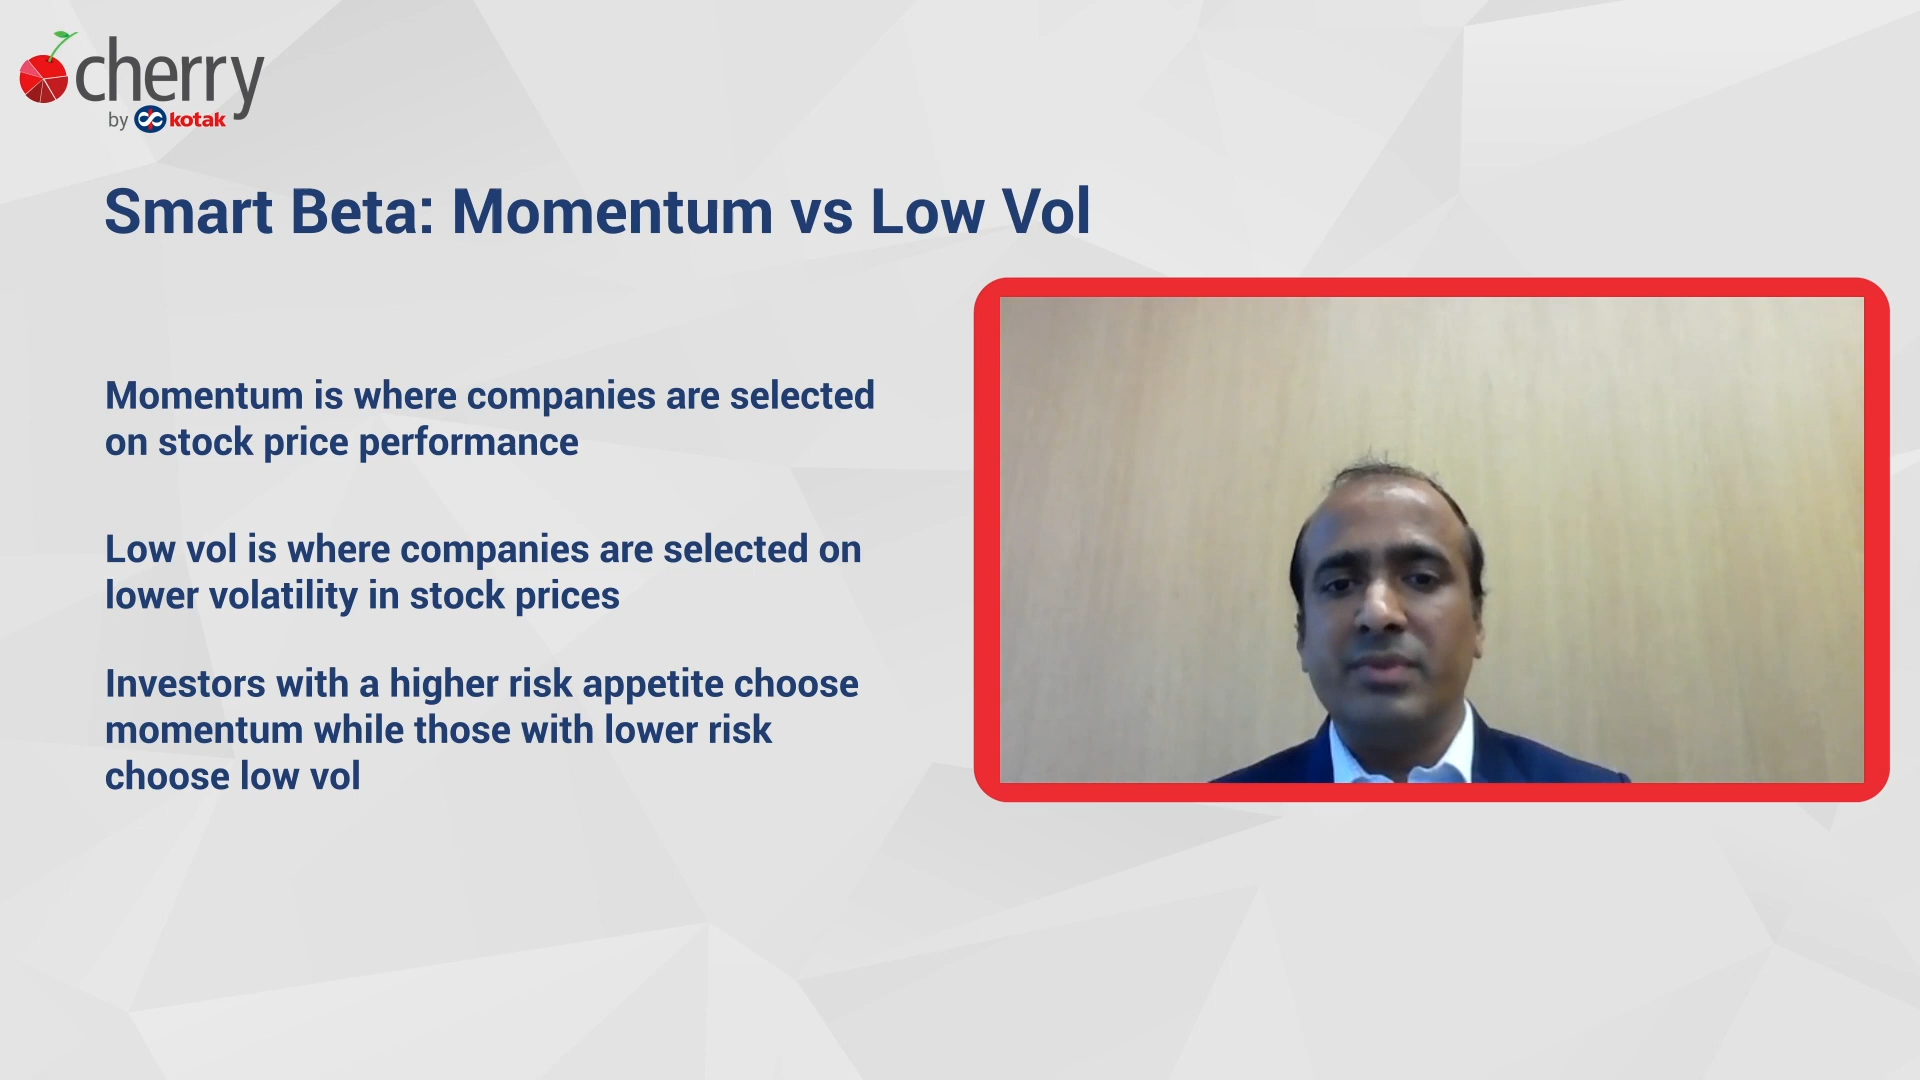 cherry
by kotak
Smart Beta: Momentum vs Low Vol
Momentum is where companies are selected
on stock price performance
Low vol is where companies are selected on
lower volatility in stock prices
Investors with a higher risk appetite choose
momentum while those with lower risk
choose low vol